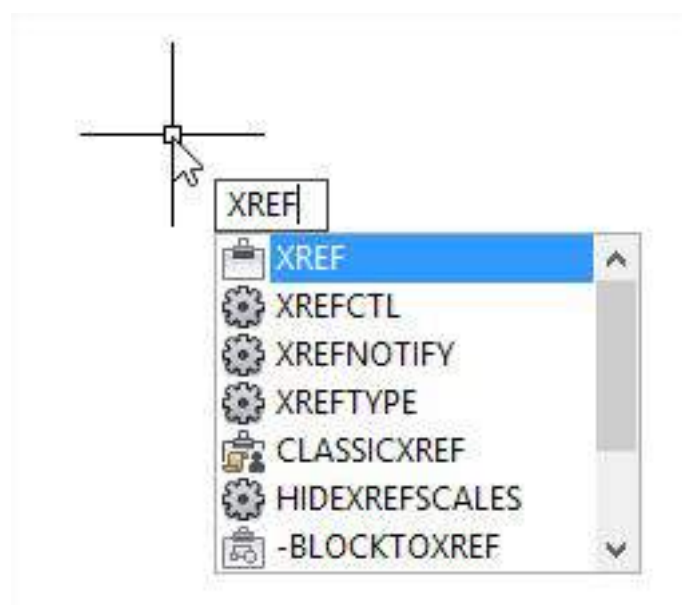 XREF
XREF
XREFCTL
XREFNOTIFY
XREFTYPE
CLASSICXREF
HIDEXREFSCALES
-BLOCKTOXREF